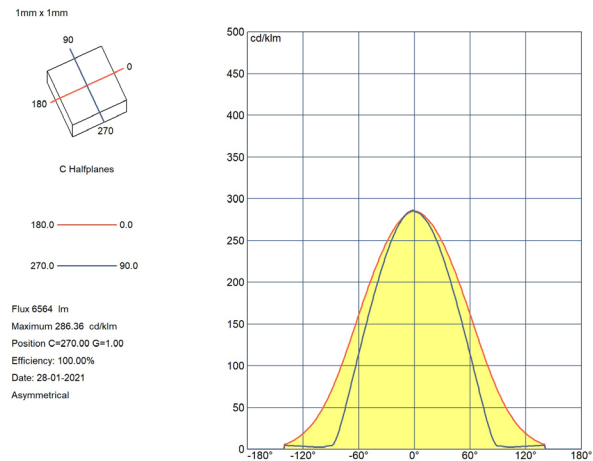 1mm x 1mm
90
0
180
270
C Halfplanes
180.0 0.0
270.0 90.0
Flux 6564 lm
Maximum 286.36 cd/klm
Position C=270.00 G=1.00
Efficiency: 100.00%
Date: 28-01-2021
Asymmetrical
500
cd/klm
450
400
350
300
250
200
150
100
50
0
-180° -120° -60° 0° 60° 120° 180°